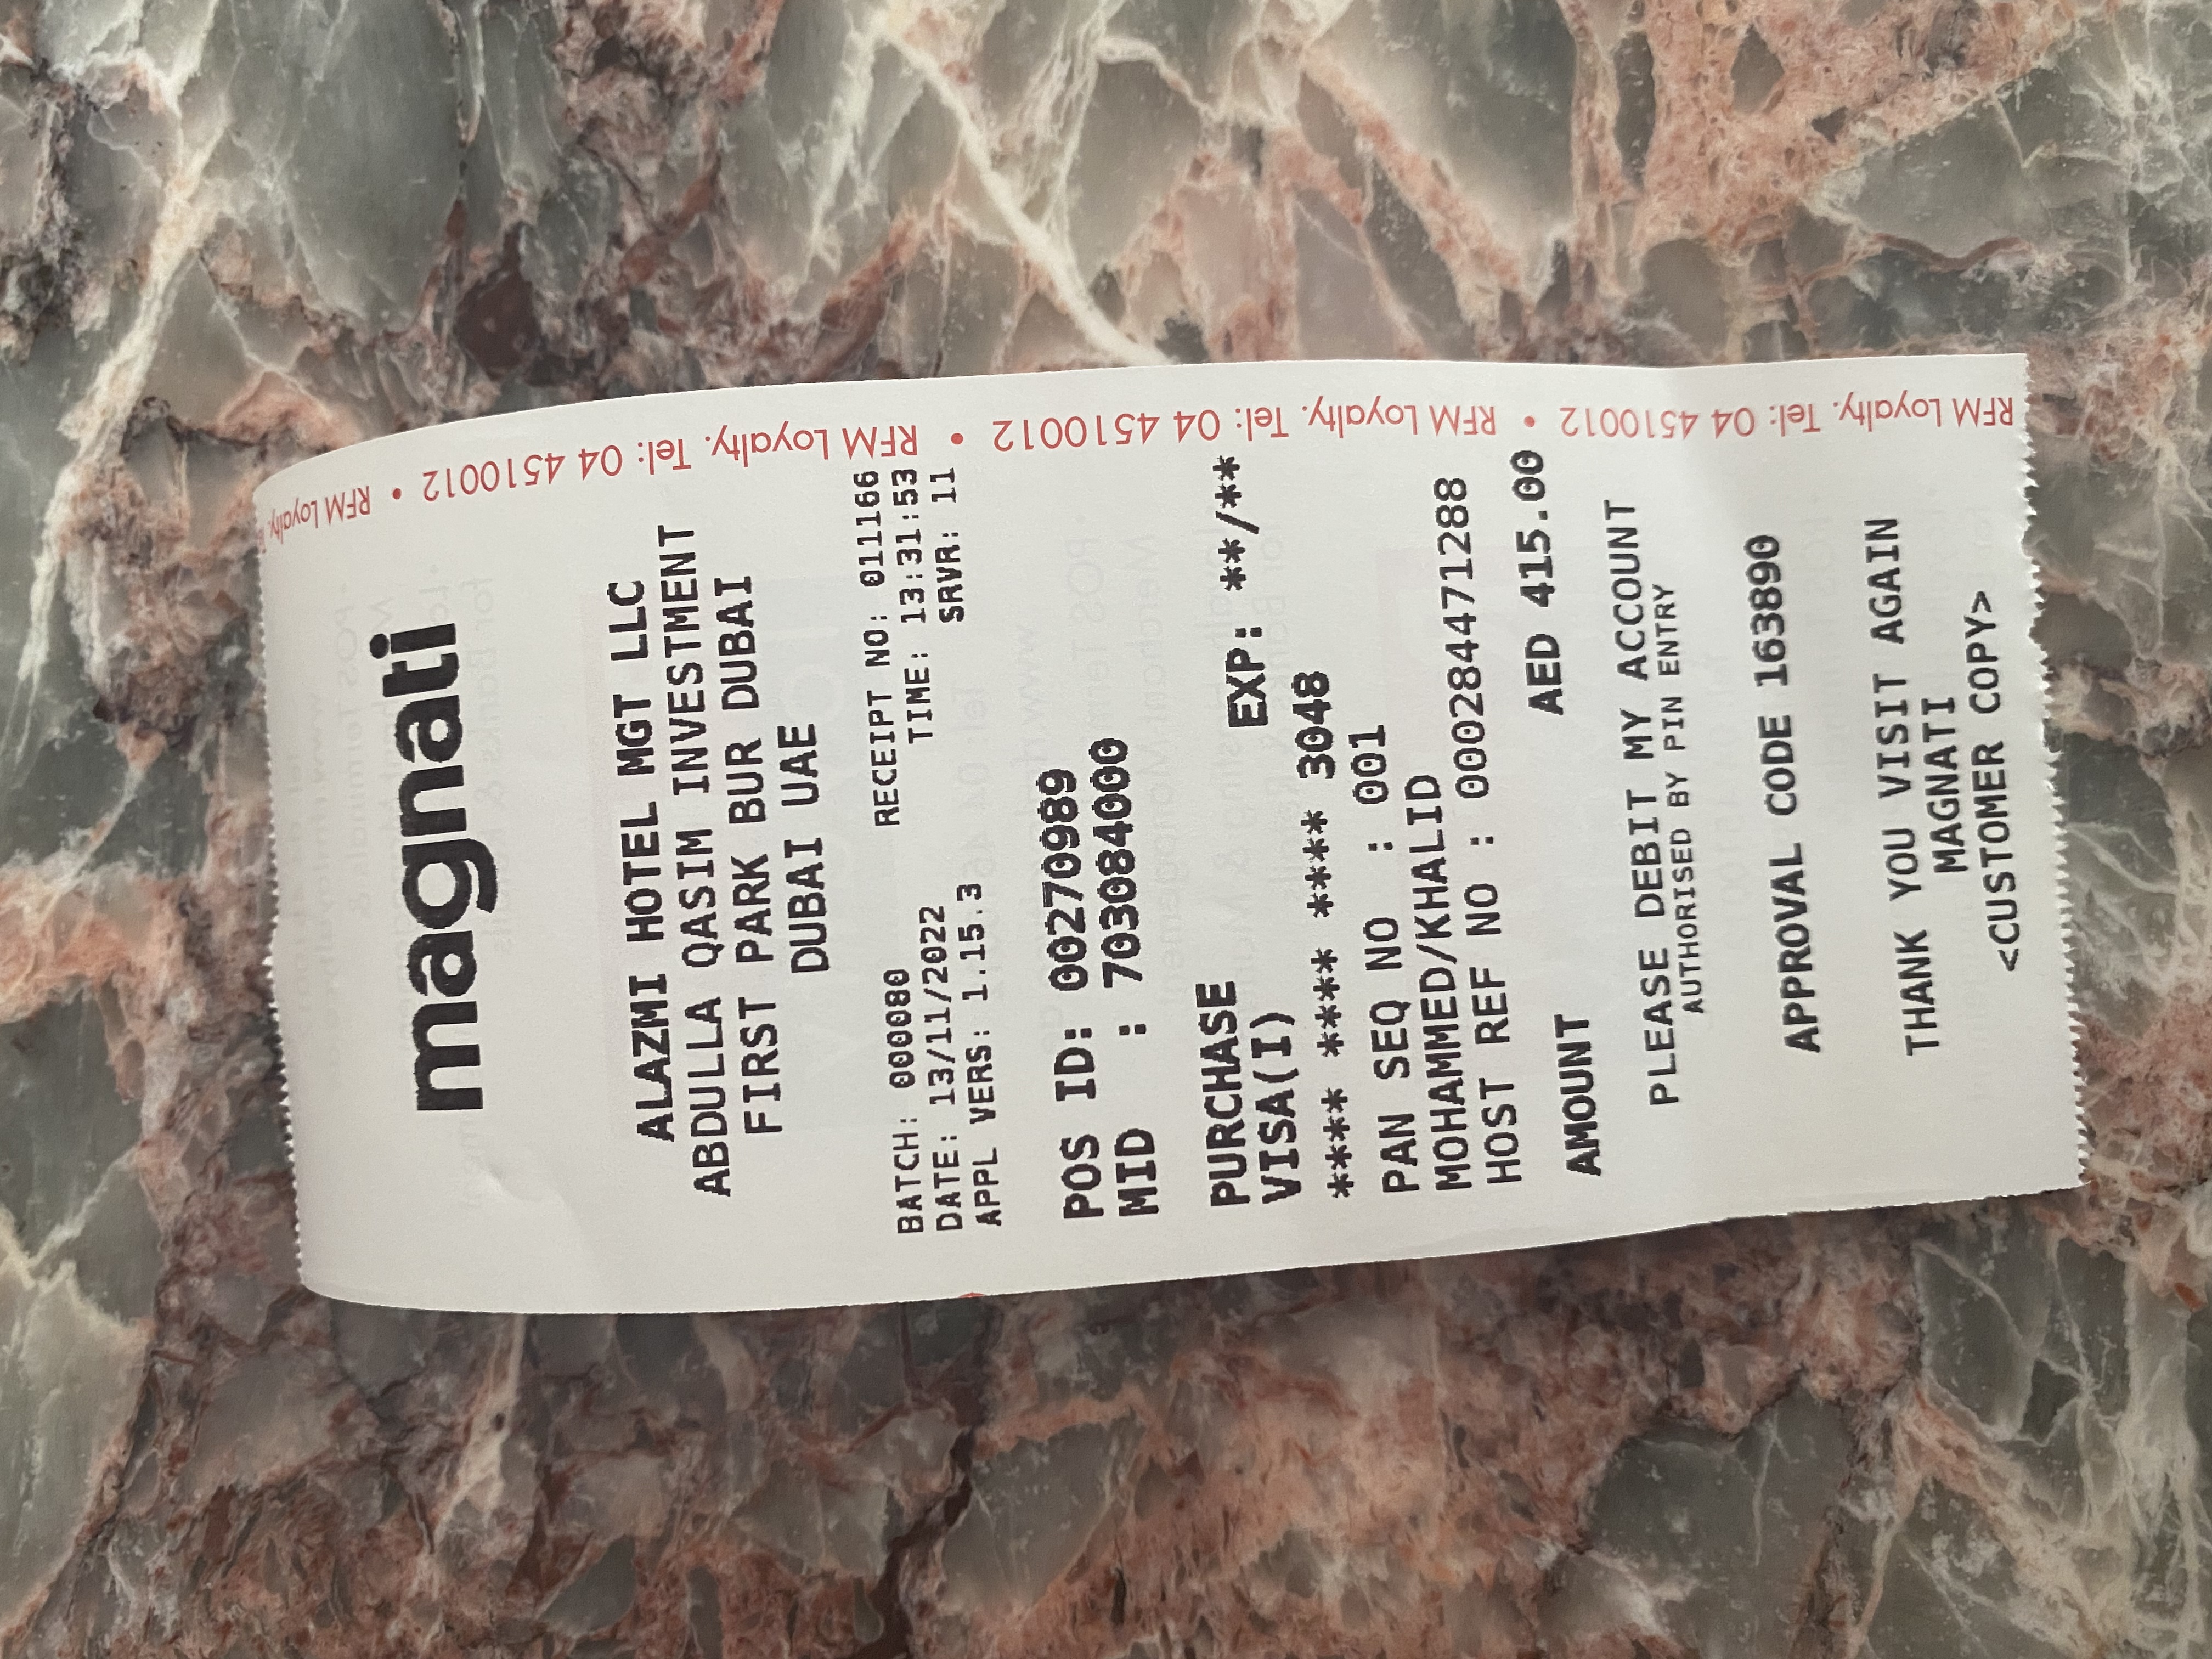 magnati
ALAZMI HOTEL MGT LLC
ABDULLA QASIM INVESTMENT
FIRST PARK BUR DUBAI
DUBAI UAE
BATCH: 000080 RECEIPT NO: 011166
DATE: 13/11/2022 TIME: 13:31:53
APPL VERS: 1.15.3 SRVR: 11
POS ID: 00270989
MID : 703084000
PURCHASE
VISA(I) EXP: **/**
**** **** **** 3048
PAN SEQ NO : 001
MOHAMMED/KHALID
HOST REF NO : 000284471288
AMOUNT AED 415.00
PLEASE DEBIT MY ACCOUNT
AUTHORISED BY PIN ENTRY
APPROVAL CODE 163890
THANK YOU VISIT AGAIN
MAGNATI
<CUSTOMER COPY>
RFM Loyalty. Tel: 04 4510012 • RFM Loyalty. Tel: 04 4510012 • RFM Loyalty. Tel: 04 4510012 • RFM Loyalty.